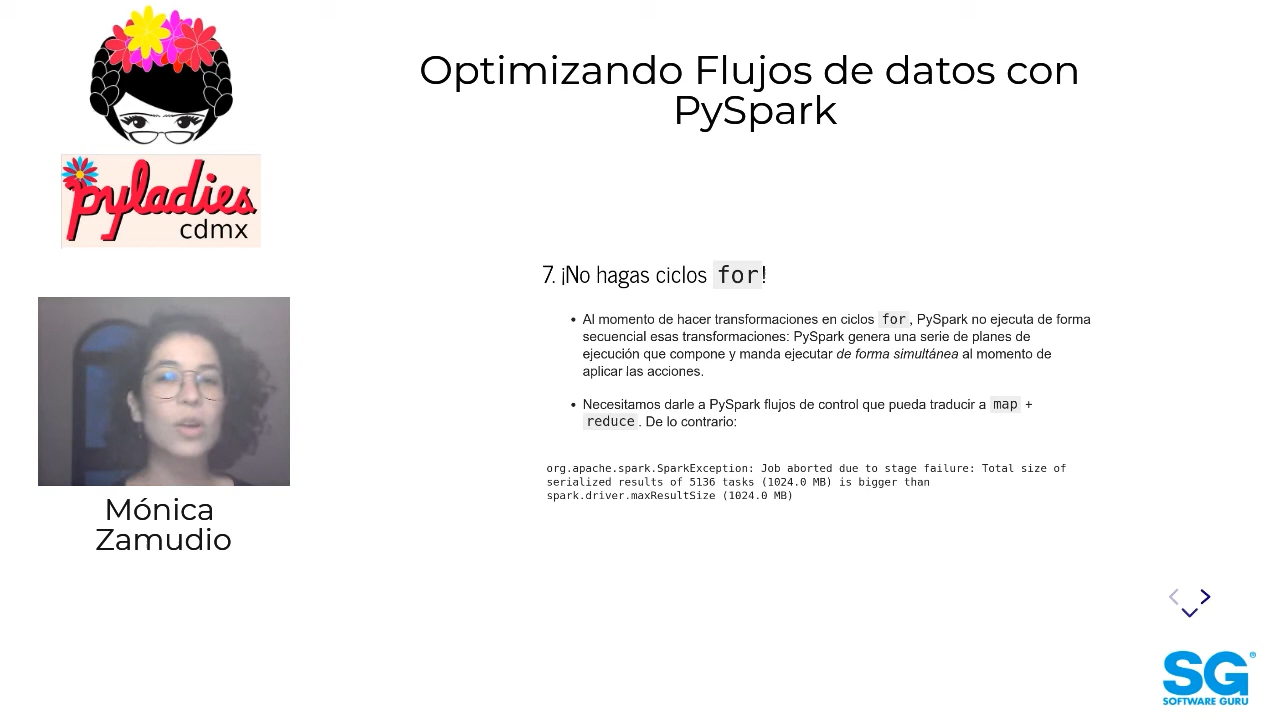 Optimizando Flujos de datos con
PySpark
pyladies
cdmx
7. ¡No hagas ciclos for!
• Al momento de hacer transformaciones en ciclos for, PySpark no ejecuta de forma
secuencial esas transformaciones: PySpark genera una serie de planes de
ejecución que compone y manda ejecutar de forma simultánea al momento de
aplicar las acciones.
• Necesitamos darle a PySpark flujos de control que pueda traducir a map +
reduce. De lo contrario:
org.apache.spark.SparkException: Job aborted due to stage failure: Total size of
serialized results of 5136 tasks (1024.0 MB) is bigger than
spark.driver.maxResultSize (1024.0 MB)
Mónica
Zamudio
SG®
SOFTWARE GURU